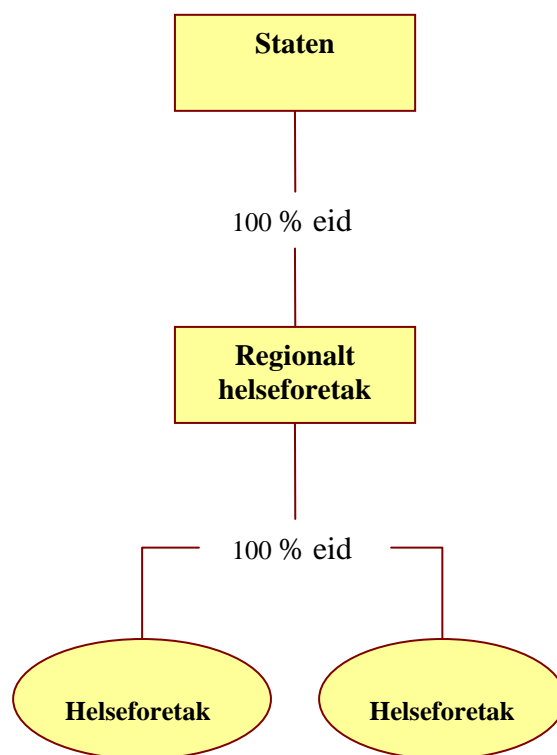 Staten
100 % eid
Regionalt
helseforetak
100 % eid
Helseforetak
Helseforetak